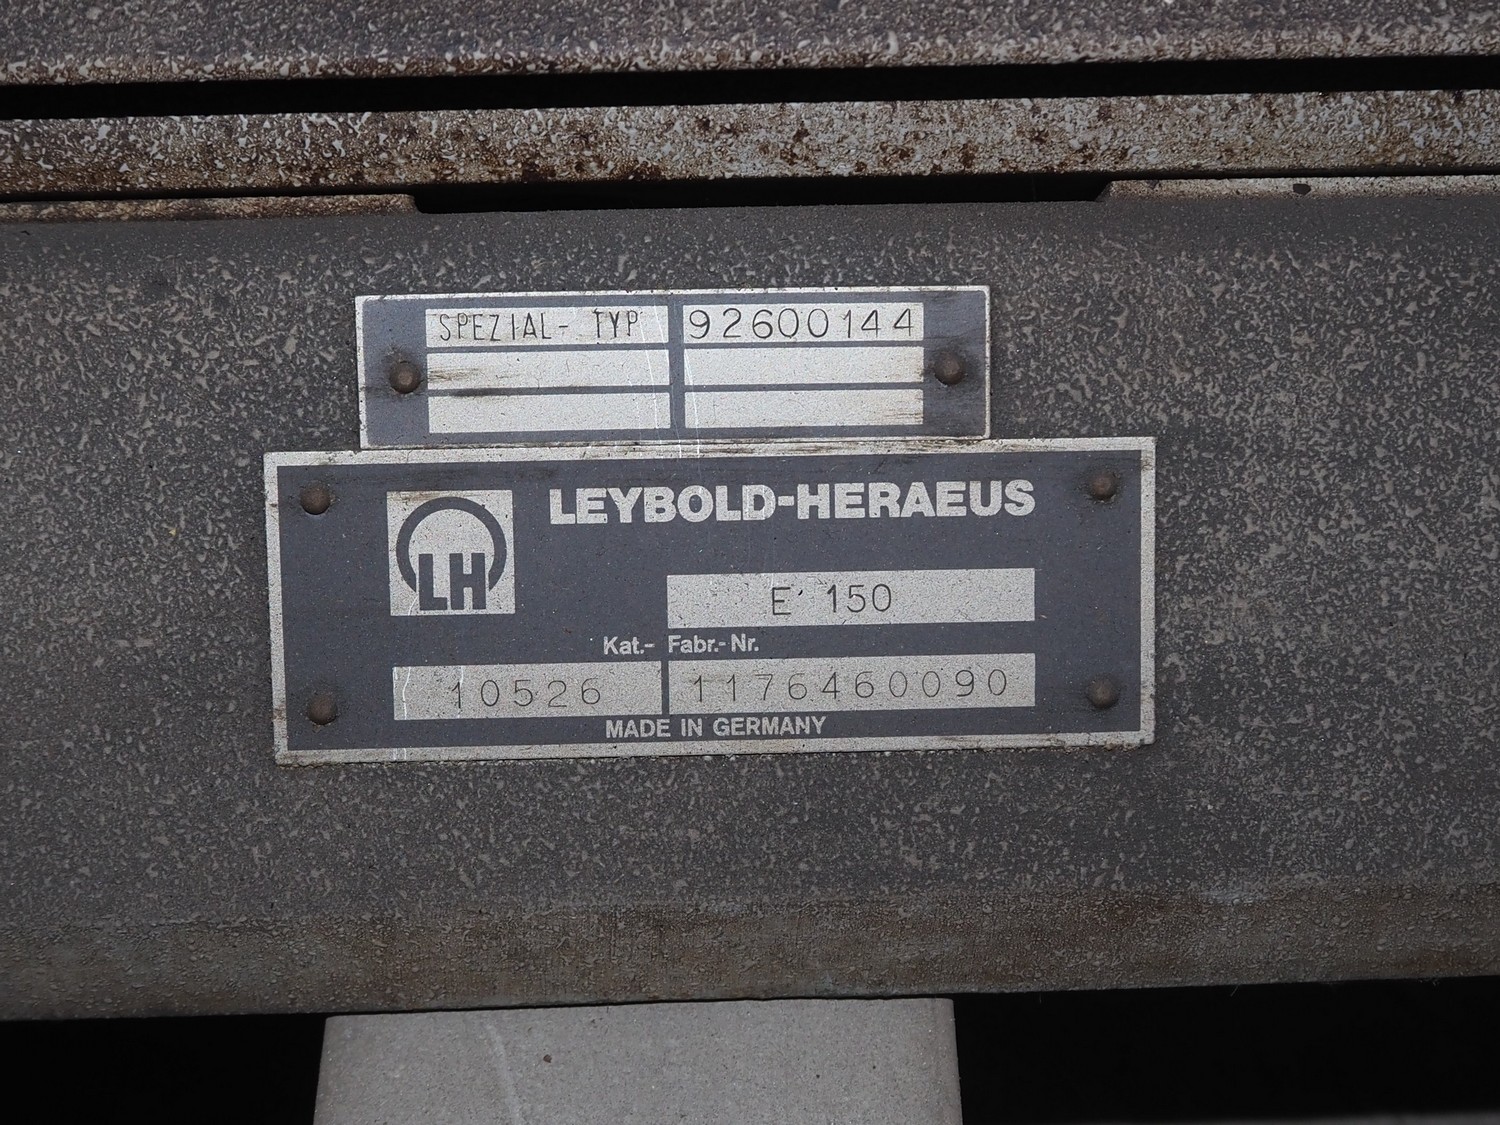 SPEZIAL- TYP 92600144
LH
LEYBOLD-HERAEUS
E 150
Kat.- Fabr.-Nr.
10526 1176460090
MADE IN GERMANY